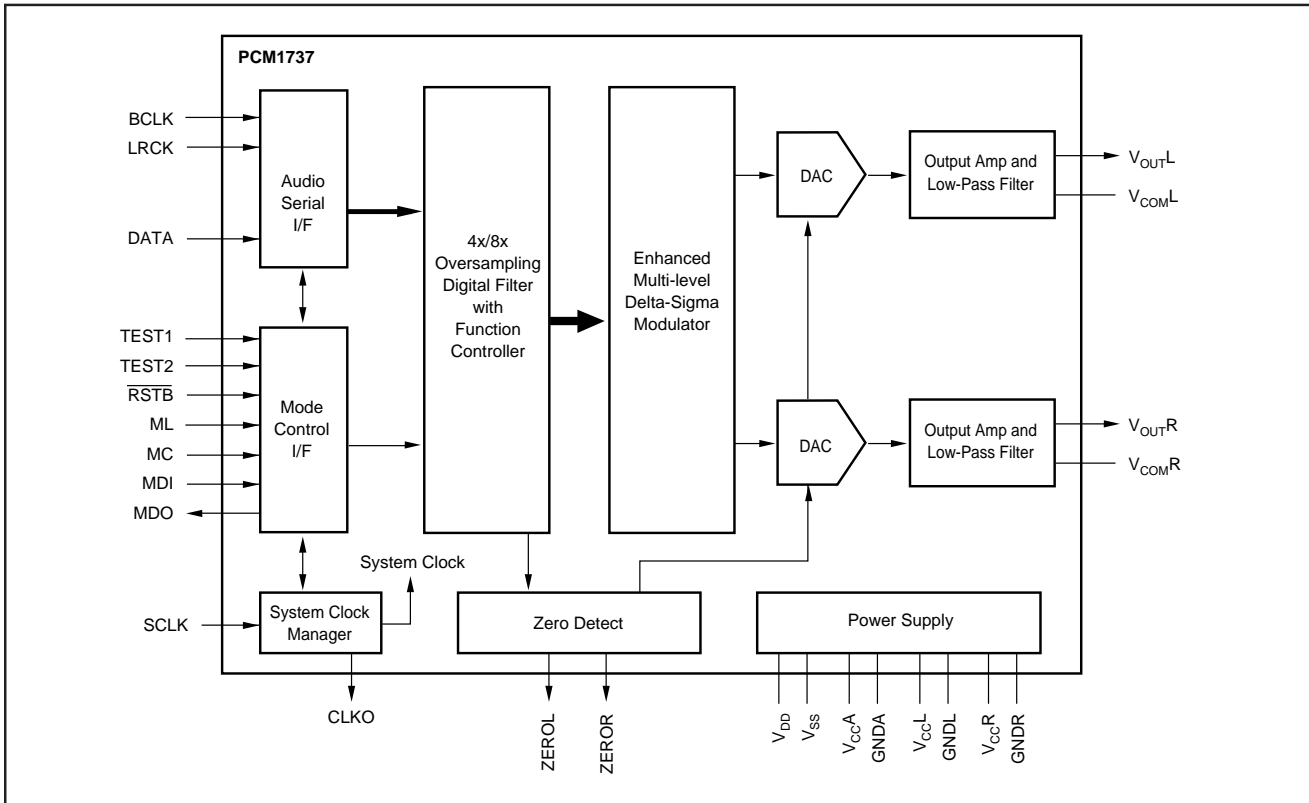 PCM1737
BCLK
LRCK
DATA
Audio
Serial
I/F
TEST1
TEST2
RSTB
ML
MC
MDI
MDO
Mode
Control
I/F
SCLK
System Clock
Manager
System Clock
CLKO
4x/8x
Oversampling
Digital Filter
with
Function
Controller
Enhanced
Multi-level
Delta-Sigma
Modulator
DAC
Output Amp and
Low-Pass Filter
VOUTL
VCOML
DAC
Output Amp and
Low-Pass Filter
VOUTR
VCOMR
Zero Detect
ZEROL
ZEROR
Power Supply
VDD
VSS
VCCA
GNDA
VCCL
GNDL
VCCR
GNDR